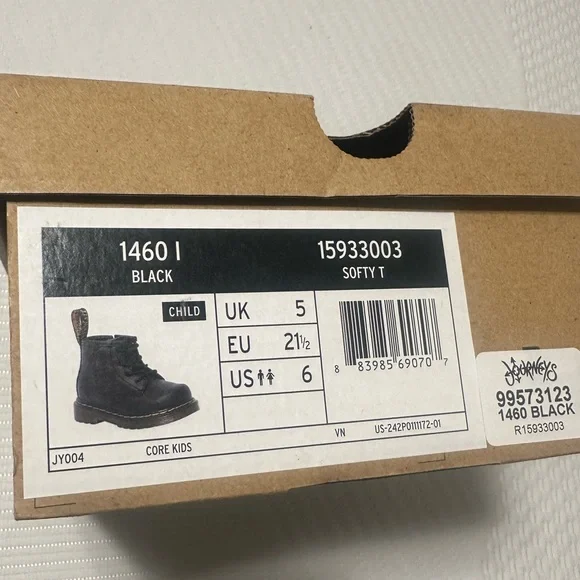 1460 I 15933003
BLACK SOFTY T
CHILD
UK 5
EU 21½
US 6
8 83985 69070 7
JY004 CORE KIDS VN US-242P0111172-01
JOURNEYS
99573123
1460 BLACK
R15933003